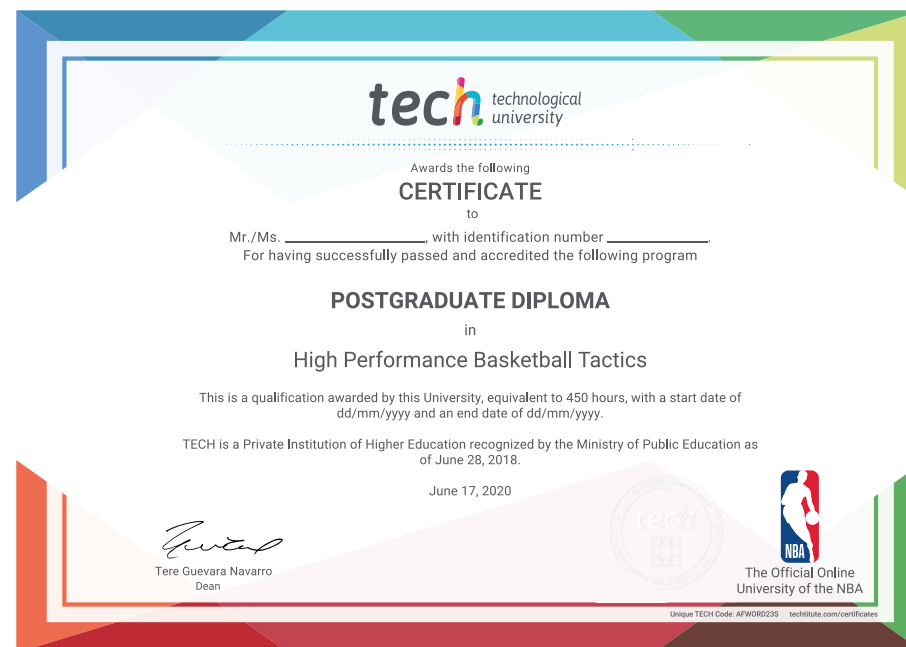 tech technological
university
Awards the following
CERTIFICATE
to
Mr./Ms. ____________, with identification number ____________.
For having successfully passed and accredited the following program
POSTGRADUATE DIPLOMA
in
High Performance Basketball Tactics
This is a qualification awarded by this University, equivalent to 450 hours, with a start date of
dd/mm/yyyy and an end date of dd/mm/yyyy.
TECH is a Private Institution of Higher Education recognized by the Ministry of Public Education as
of June 28, 2018.
June 17, 2020
tech
Tere Guevara Navarro
Dean
NBA
The Official Online
University of the NBA
Unique TECH Code: AFWORD23S techtitute.com/certificates